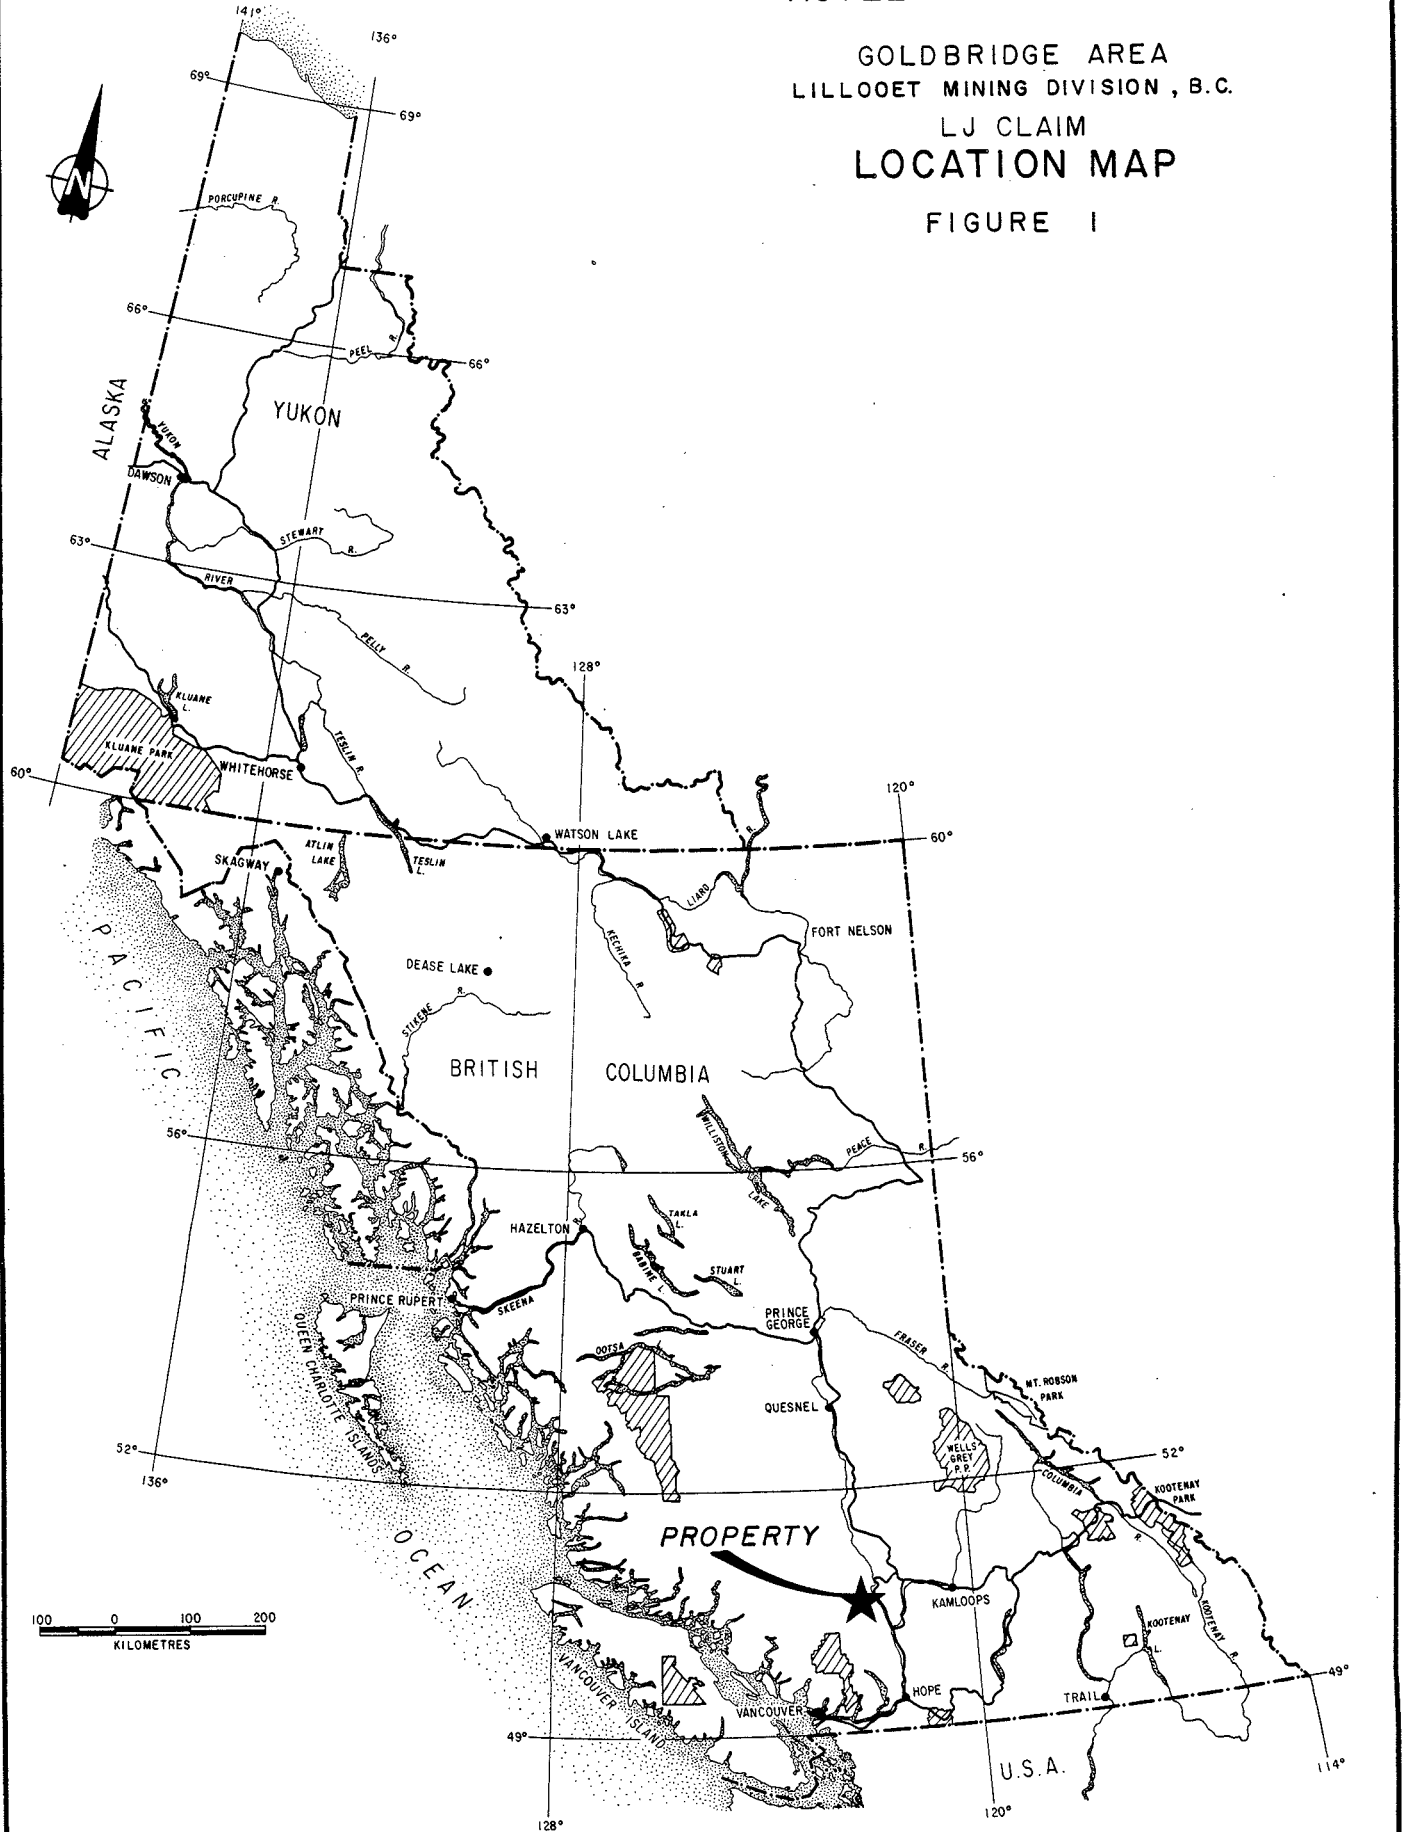 GOLDBRIDGE AREA
LILLOOET MINING DIVISION , B.C.
LJ CLAIM
LOCATION MAP
FIGURE 1
141°
136°
69°
69°
N
PORCUPINE R.
66°
PEEL R.
66°
ALASKA
YUKON
YUKON
DAWSON
STEWART R.
63°
RIVER
63°
PELLY R.
128°
KLUANE
L.
KLUANE PARK
TESLIN R.
WHITEHORSE
60°
120°
WATSON LAKE
60°
ATLIN
LAKE
SKAGWAY
TESLIN
L.
R.
LIARD
FORT NELSON
KECHIKA R.
DEASE LAKE
STIKENE R.
PACIFIC
BRITISH COLUMBIA
WILLISTON
LAKE
56°
PEACE R.
56°
TAKLA
L.
HAZELTON
R.
BABINE L.
STUART
L.
PRINCE RUPERT
SKEENA
PRINCE
GEORGE
QUEEN CHARLOTTE ISLANDS
OOTSA
FRASER R.
MT. ROBSON
PARK
QUESNEL
WELLS
GREY
P.P.
52°
52°
136°
COLUMBIA
R.
KOOTENAY
PARK
PROPERTY
OCEAN
KAMLOOPS
100 0 100 200
KILOMETRES
KOOTENAY
L.
KOOTENAY R.
VANCOUVER ISLAND
HOPE
VANCOUVER
TRAIL
49°
49°
U.S.A.
114°
120°
128°